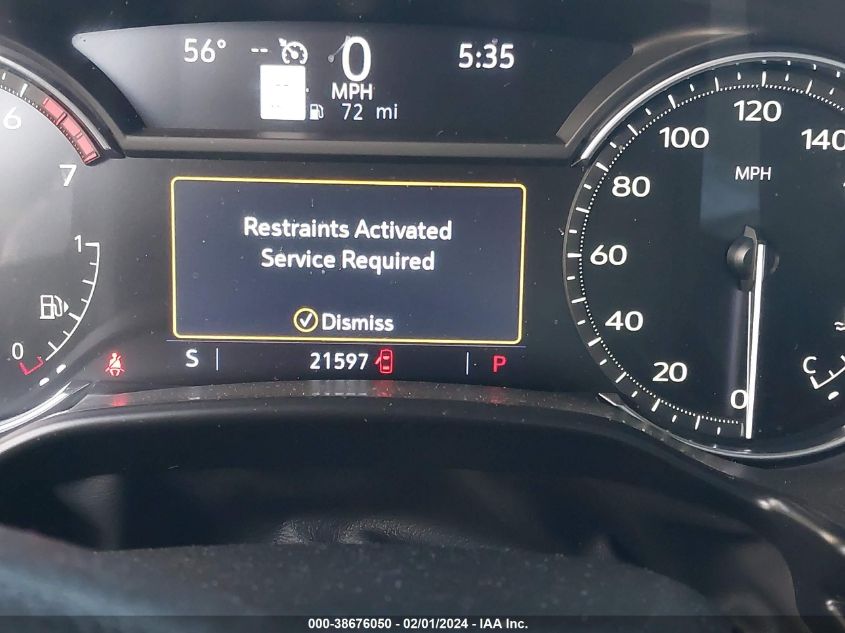 56° -- 0 5:35
MPH
72 mi
6
7
1
0
Restraints Activated
Service Required
Dismiss
S 21597 P
0 20 40 60 80 100 120 140
MPH
C
000-38676050 - 02/01/2024 - IAA Inc.